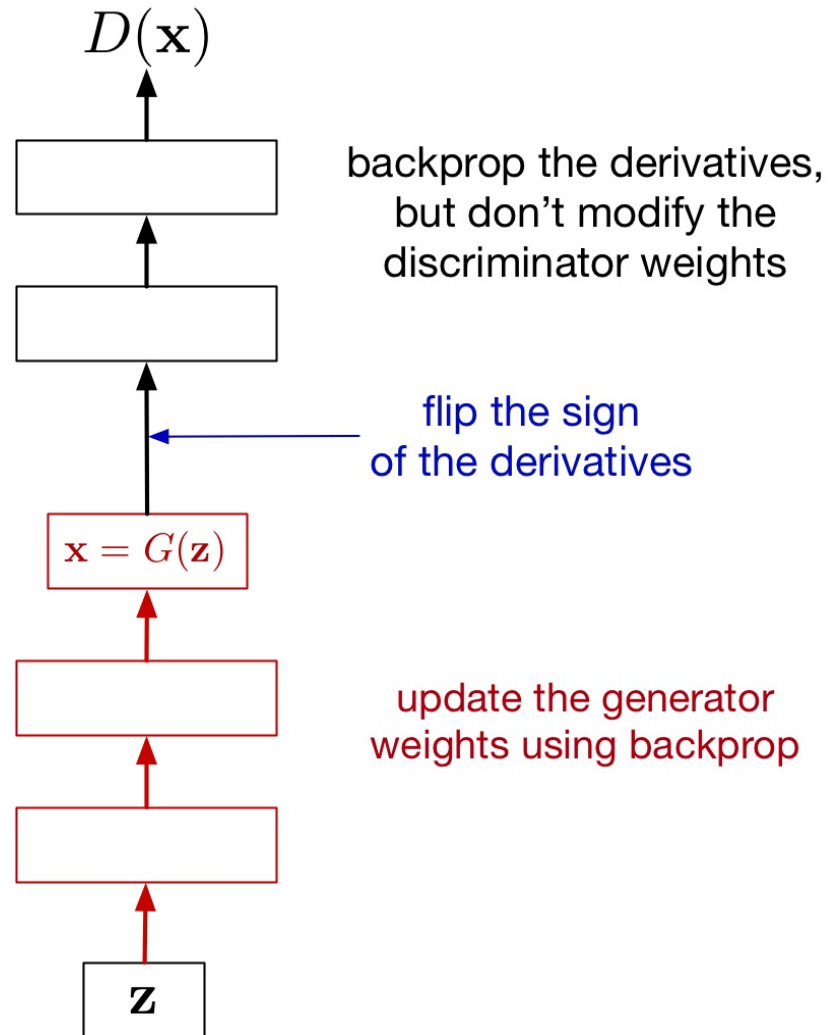 D(x)
backprop the derivatives,
but don’t modify the
discriminator weights
flip the sign
of the derivatives
x = G(z)
update the generator
weights using backprop
z